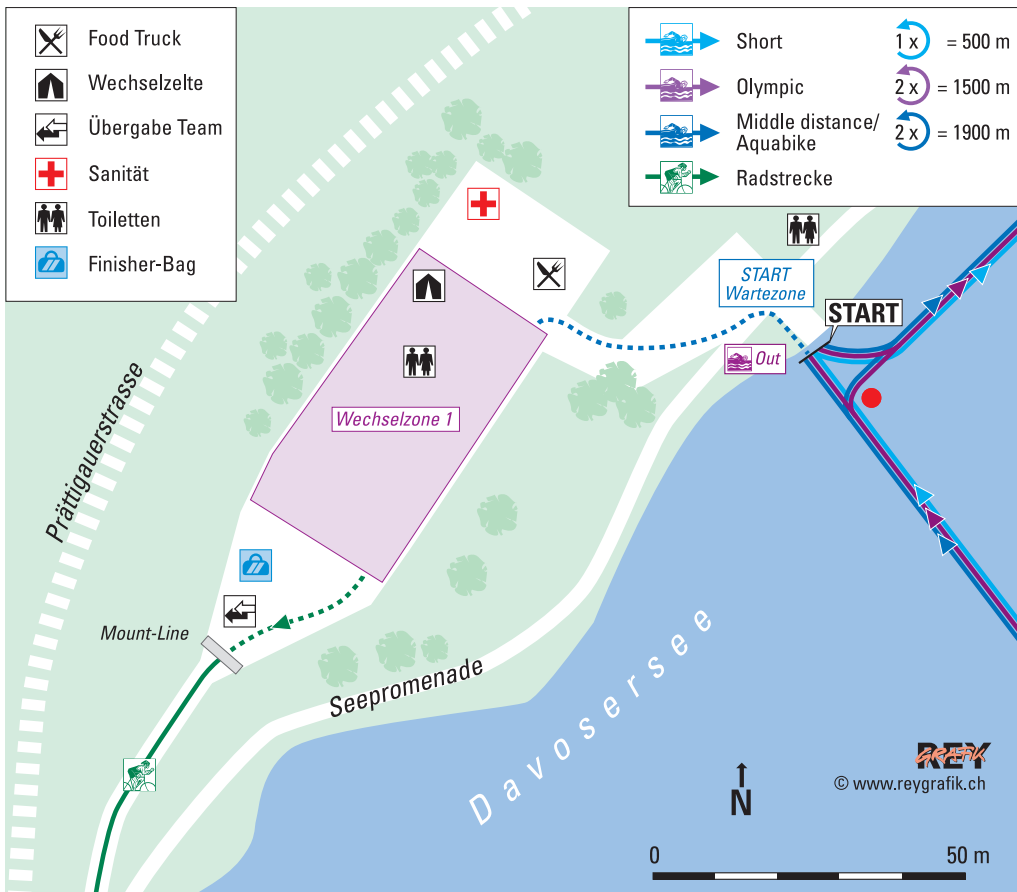 Food Truck
Wechselzelte
Übergabe Team
Sanität
Toiletten
Finisher-Bag
Short 1 x = 500 m
Olympic 2 x = 1500 m
Middle distance/
Aquabike 2 x = 1900 m
Radstrecke
START
Wartezone
START
Out
Wechselzone 1
Prättigauerstrasse
Mount-Line
Seepromenade
Davosersee
REY
GRAFIK
© www.reygrafik.ch
N
0 50 m